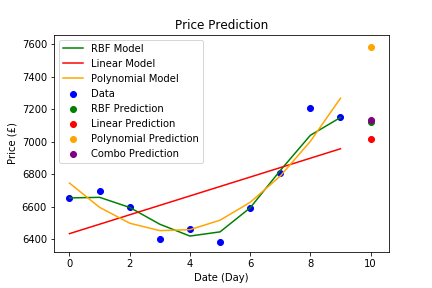 Price Prediction
7600
7400
7200
7000
6800
6600
6400
Price (£)
RBF Model
Linear Model
Polynomial Model
Data
RBF Prediction
Linear Prediction
Polynomial Prediction
Combo Prediction
0 2 4 6 8 10
Date (Day)